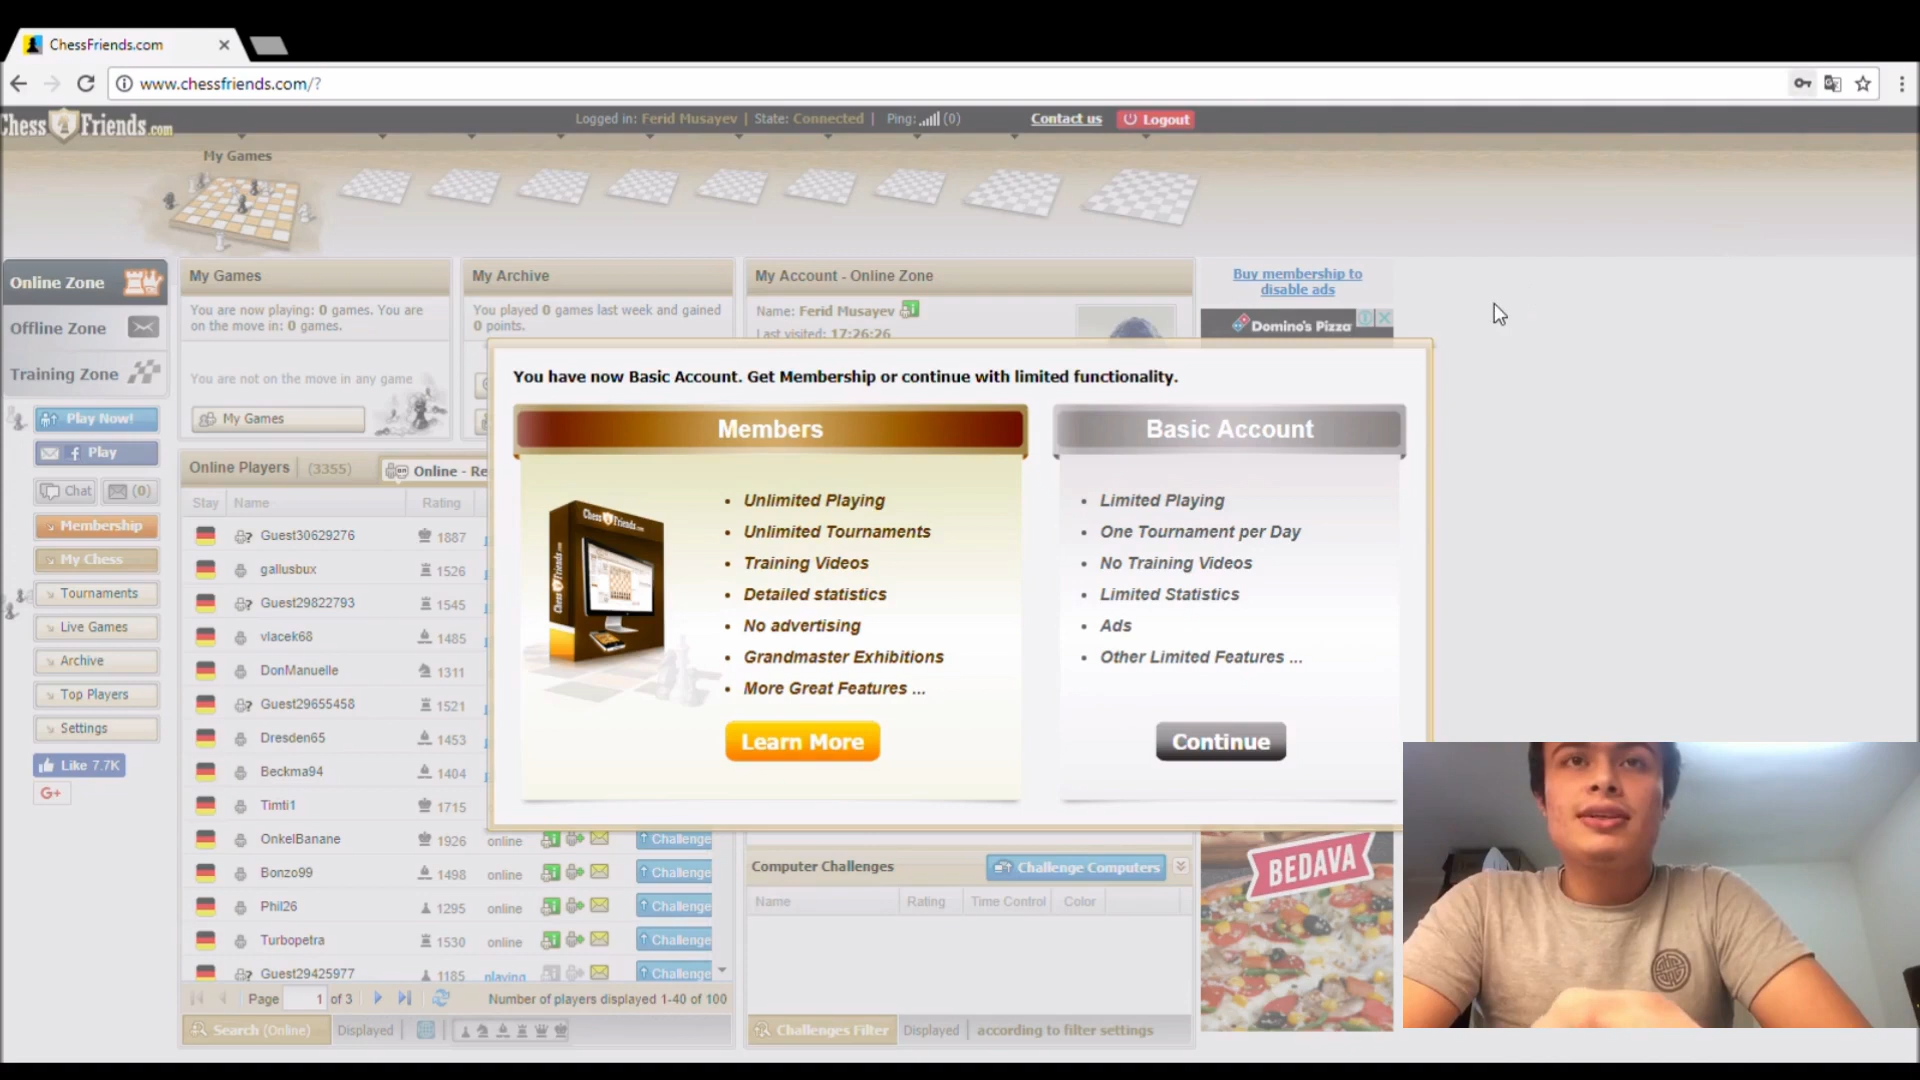 ChessFriends.com
www.chessfriends.com/?
Chess Friends.com
Logged in: Ferid Musayev | State: Connected | Ping: (0)
Contact us
Logout
My Games
Online Zone
Offline Zone
Training Zone
Play Now!
f Play
Chat
(0)
Membership
My Chess
Tournaments
Live Games
Archive
Top Players
Settings
Like 7.7K
G+
My Games
You are now playing: 0 games. You are
on the move in: 0 games.
You are not on the move in any game
My Games
My Archive
You played 0 games last week and gained
0 points.
My Account - Online Zone
Name: Ferid Musayev
Last visited: 17:26:26
Buy membership to
disable ads
Domino's Pizza
You have now Basic Account. Get Membership or continue with limited functionality.
Members
Chess Friends.com
Chess Friends.com
• Unlimited Playing
• Unlimited Tournaments
• Training Videos
• Detailed statistics
• No advertising
• Grandmaster Exhibitions
• More Great Features ...
Learn More
Basic Account
• Limited Playing
• One Tournament per Day
• No Training Videos
• Limited Statistics
• Ads
• Other Limited Features ...
Continue
Online Players (3355)
Online - Re
Stay Name Rating
Guest30629276 1887
gallusbux 1526
Guest29822793 1545
vlacek68 1485
DonManuelle 1311
Guest29655458 1521
Dresden65 1453
Beckma94 1404
Timti1 1715
OnkelBanane 1926 online Challenge
Bonzo99 1498 online Challenge
Phil26 1295 online Challenge
Turbopetra 1530 online Challenge
Guest29425977 1185 playing Challenge
Page 1 of 3
Number of players displayed 1-40 of 100
Search (Online)
Displayed
Computer Challenges
Challenge Computers
Name Rating Time Control Color
Challenges Filter
Displayed
according to filter settings
BEDAVA